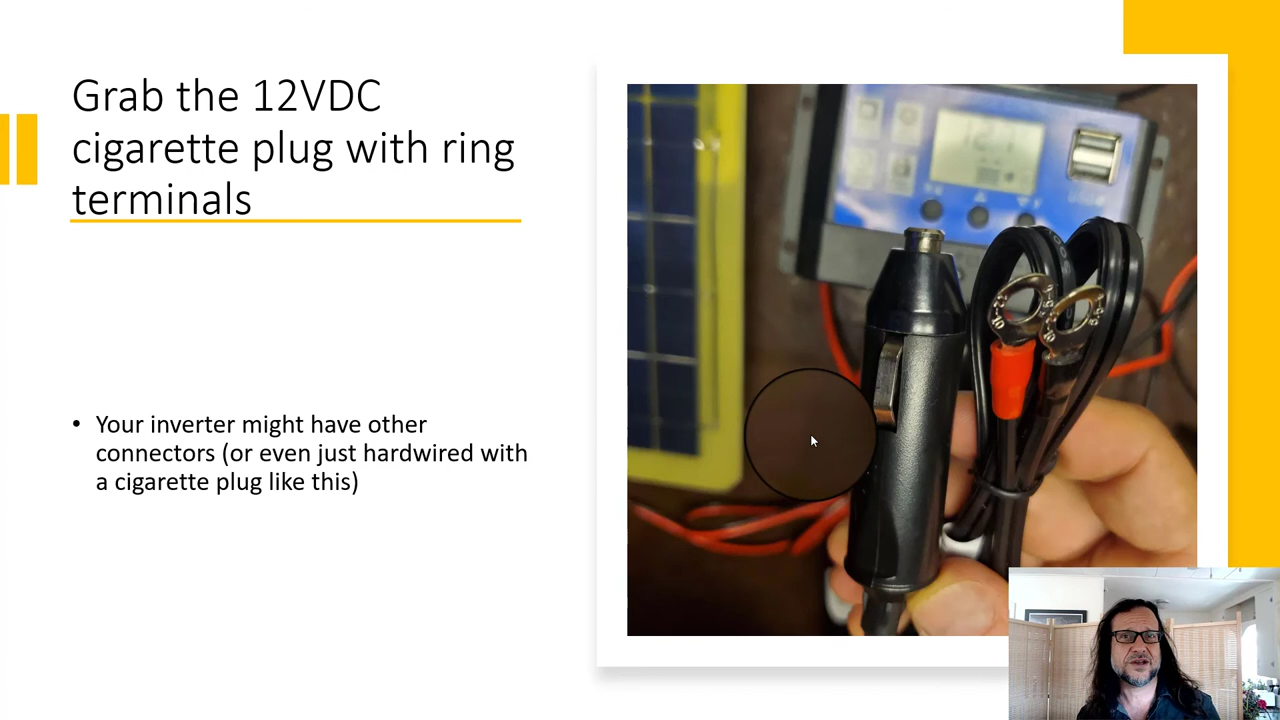 Grab the 12VDC
cigarette plug with ring
terminals
• Your inverter might have other
connectors (or even just hardwired with
a cigarette plug like this)